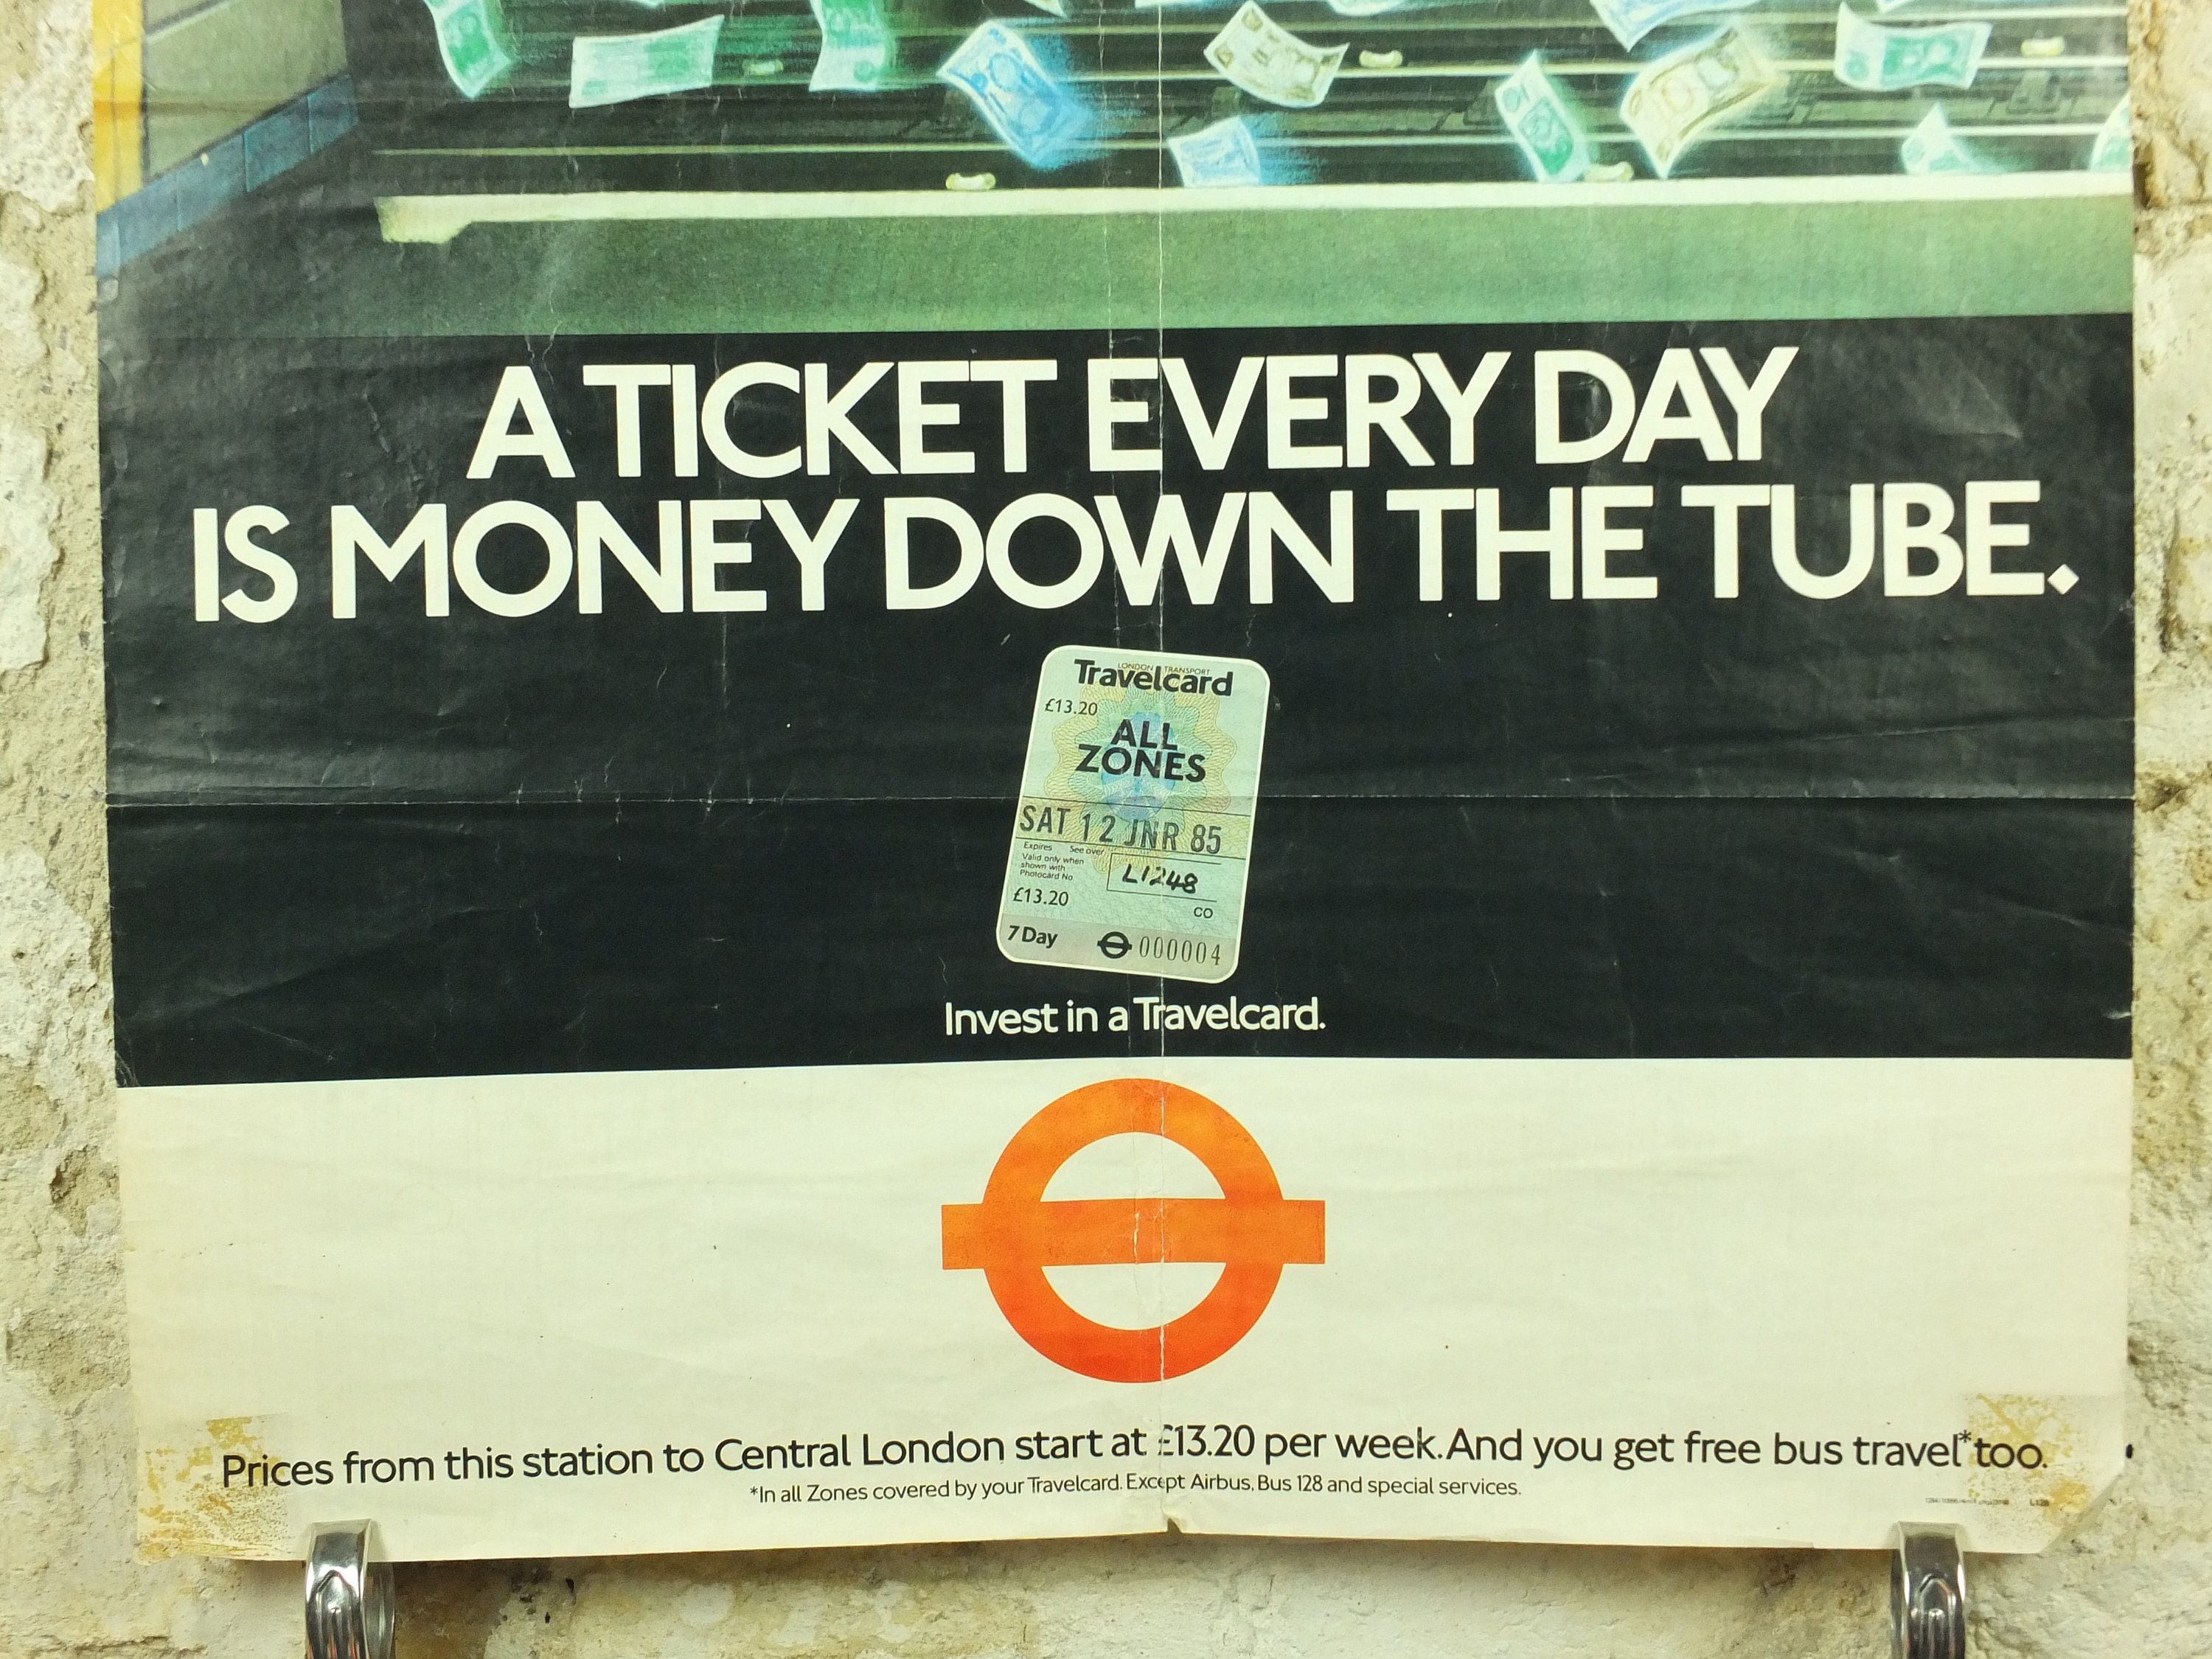 A TICKET EVERY DAY
IS MONEY DOWN THE TUBE.
LONDON TRANSPORT
Travelcard
£13.20
ALL
ZONES
SAT 12 JNR 85
Expires See over
Valid only when
shown with
Photocard No
L1248
£13.20
CO
7 Day
000004
Invest in a Travelcard.
Prices from this station to Central London start at £13.20 per week. And you get free bus travel* too.
*In all Zones covered by your Travelcard. Except Airbus, Bus 128 and special services.